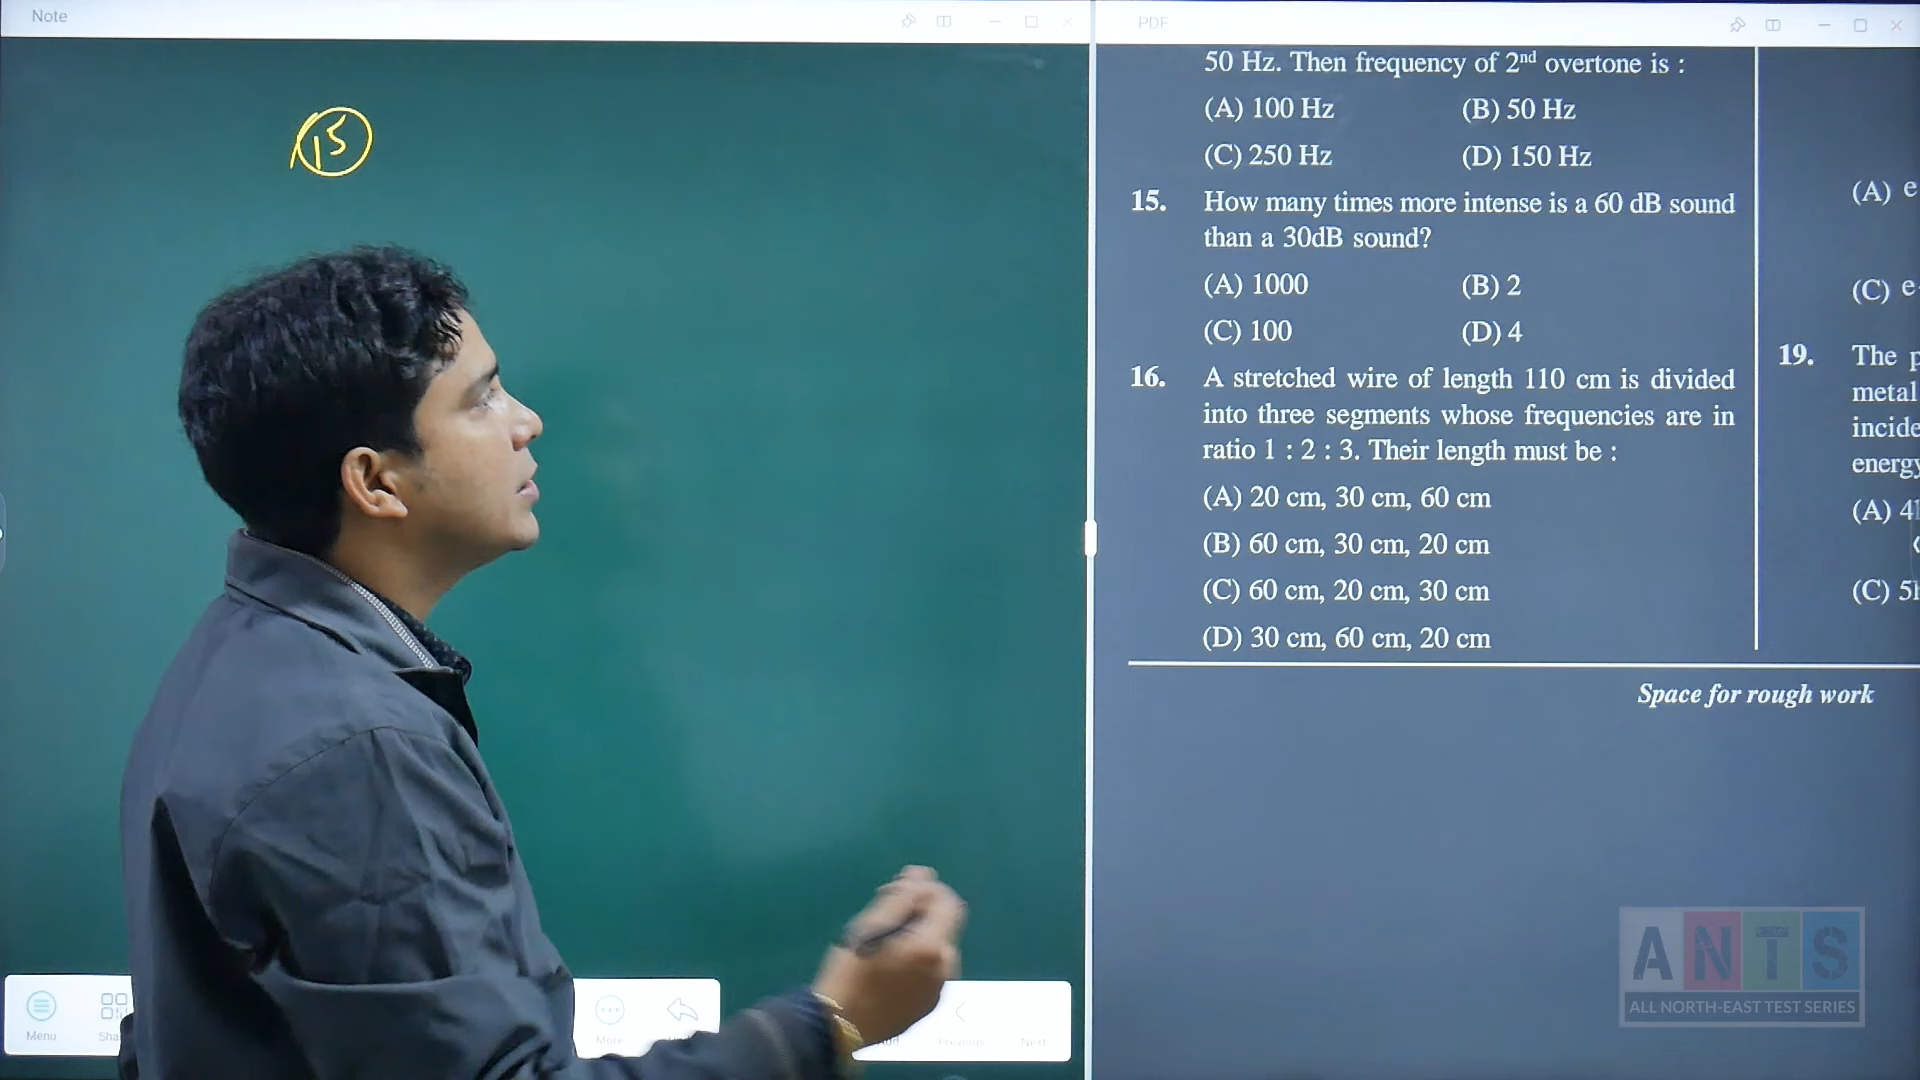 Note
PDF
15
50 Hz. Then frequency of 2nd overtone is :
(A) 100 Hz (B) 50 Hz
(C) 250 Hz (D) 150 Hz
15. How many times more intense is a 60 dB sound
than a 30dB sound?
(A) 1000 (B) 2
(C) 100 (D) 4
16. A stretched wire of length 110 cm is divided
into three segments whose frequencies are in
ratio 1 : 2 : 3. Their length must be :
(A) 20 cm, 30 cm, 60 cm
(B) 60 cm, 30 cm, 20 cm
(C) 60 cm, 20 cm, 30 cm
(D) 30 cm, 60 cm, 20 cm
(A) e
(C) e
19. The
metal
energy
(A) 4
(C) 5
Space for rough work
ANTS
ALL NORTH-EAST TEST SERIES
Menu
More
Previous
Next